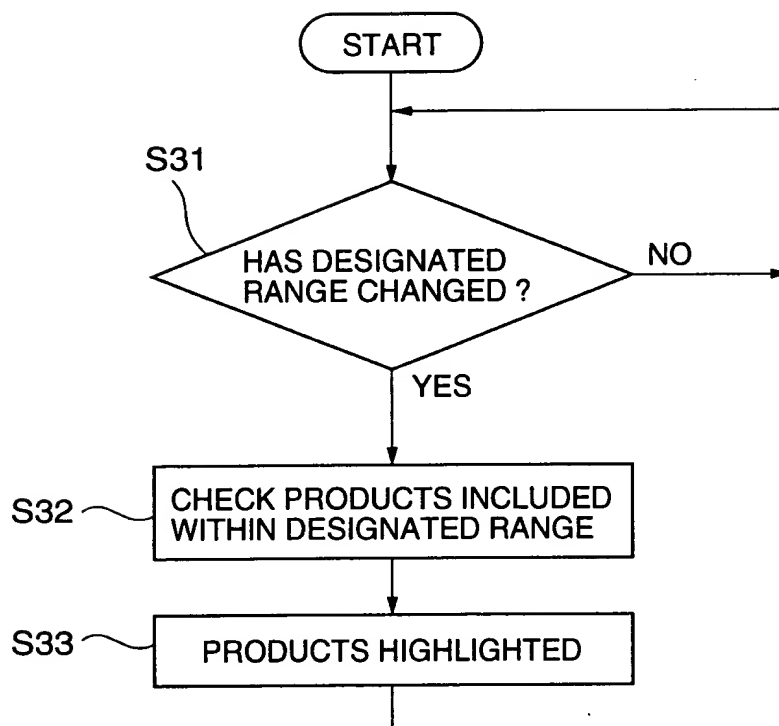 START
S31
HAS DESIGNATED
RANGE CHANGED ?
NO
YES
S32
CHECK PRODUCTS INCLUDED
WITHIN DESIGNATED RANGE
S33
PRODUCTS HIGHLIGHTED